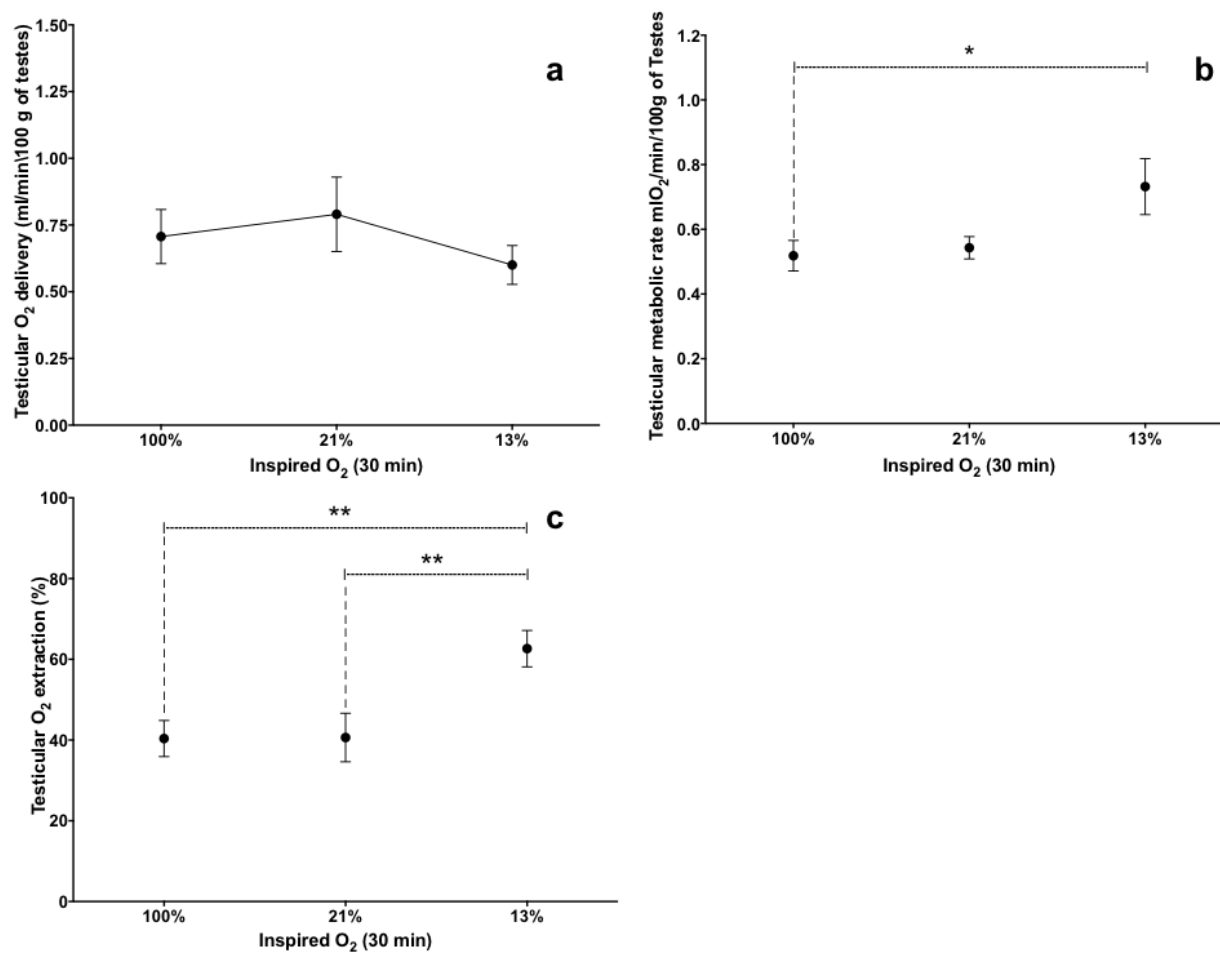 a
Testicular O2 delivery (ml/min\100 g of testes)
1.50
1.25
1.00
0.75
0.50
0.25
0.00
100% 21% 13%
Inspired O2 (30 min)
b
*
Testicular metabolic rate mlO2/min/100g of Testes
1.2
1.0
0.8
0.6
0.4
0.2
0.0
100% 21% 13%
Inspired O2 (30 min)
c
**
**
Testicular O2 extraction (%)
100
80
60
40
20
0
100% 21% 13%
Inspired O2 (30 min)